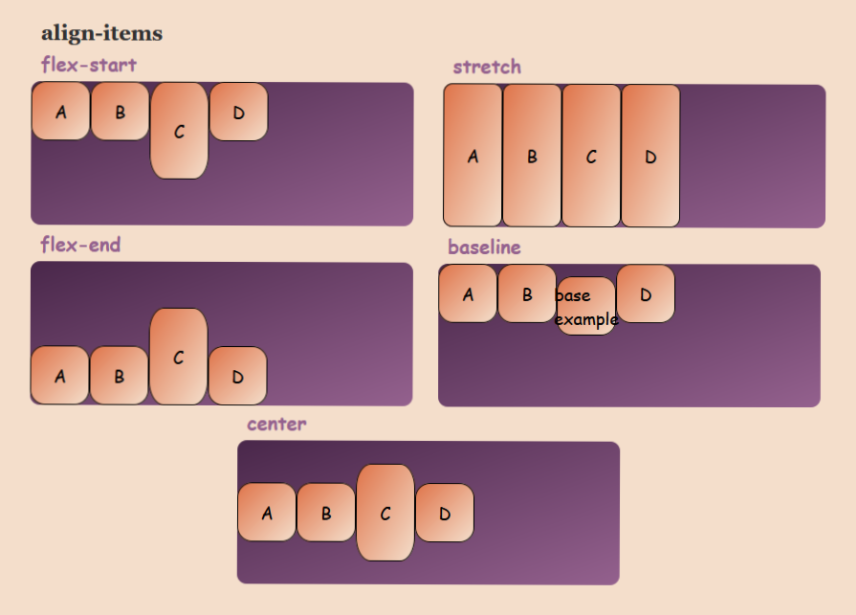 align-items
flex-start
A B C D
stretch
A B C D
flex-end
A B C D
baseline
A B base D
example
center
A B C D